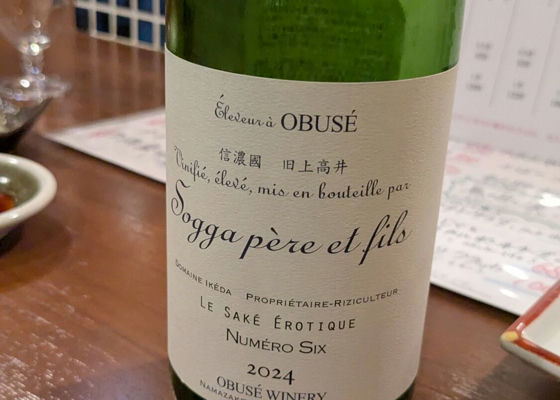 Éleveur à OBUSÉ
信濃國 旧上高井
Vinifié, élevé, mis en bouteille par
Sogga père et fils
Domaine Ikéda Propriétaire-Riziculteur
Le Saké Érotique
Numéro Six
2024
OBUSÉ WINERY